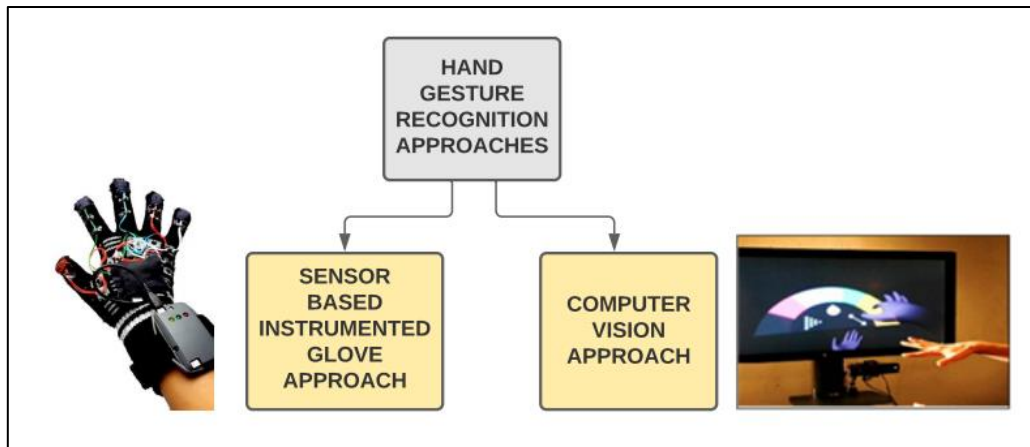 HAND
GESTURE
RECOGNITION
APPROACHES
SENSOR
BASED
INSTRUMENTED
GLOVE
APPROACH
COMPUTER
VISION
APPROACH